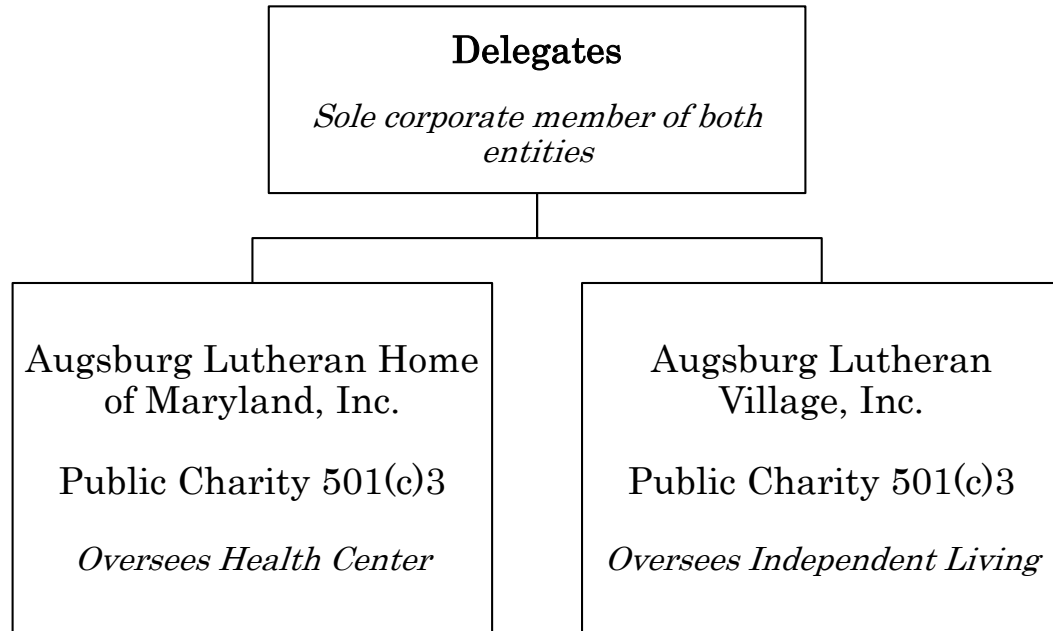 Delegates
Sole corporate member of both
entities
Augsburg Lutheran Home
of Maryland, Inc.
Public Charity 501(c)3
Oversees Health Center
Augsburg Lutheran
Village, Inc.
Public Charity 501(c)3
Oversees Independent Living